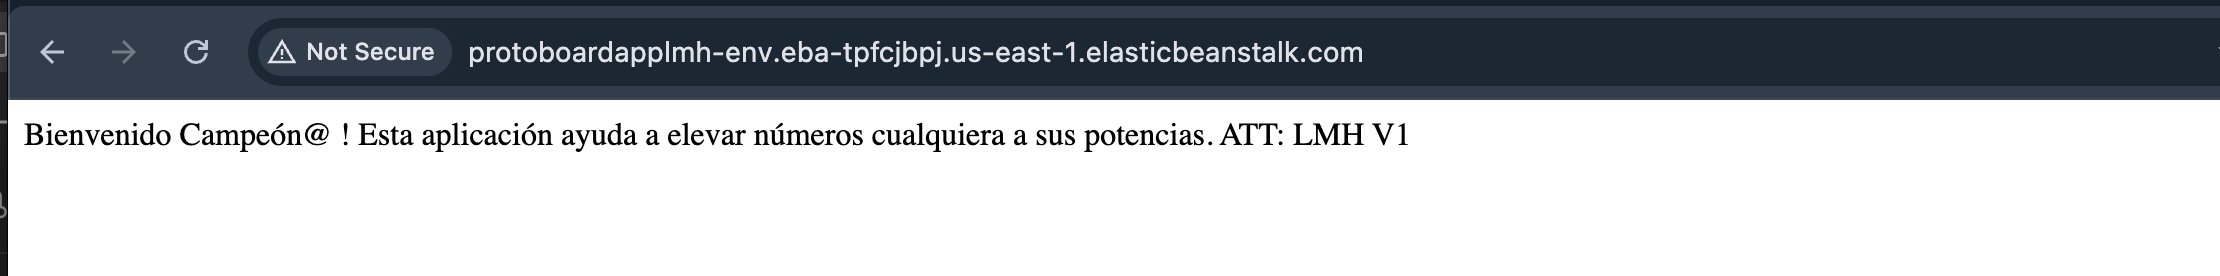 Not Secure protoboardapplmh-env.eba-tpfcjbpj.us-east-1.elasticbeanstalk.com
Bienvenido Campeón@ ! Esta aplicación ayuda a elevar números cualquiera a sus potencias. ATT: LMH V1